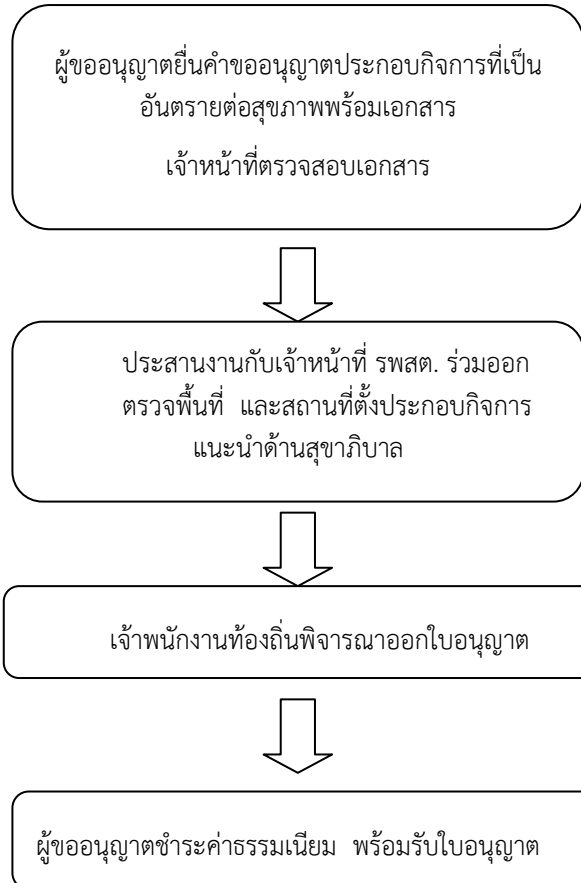 ผู้ขออนุญาตยื่นคำขออนุญาตประกอบกิจการที่เป็น
อันตรายต่อสุขภาพพร้อมเอกสาร
เจ้าหน้าที่ตรวจสอบเอกสาร
ประสานงานกับเจ้าหน้าที่ รพสต. ร่วมออก
ตรวจพื้นที่ และสถานที่ตั้งประกอบกิจการ
แนะนำด้านสุขาภิบาล
เจ้าพนักงานท้องถิ่นพิจารณาออกใบอนุญาต
ผู้ขออนุญาตชำระค่าธรรมเนียม พร้อมรับใบอนุญาต